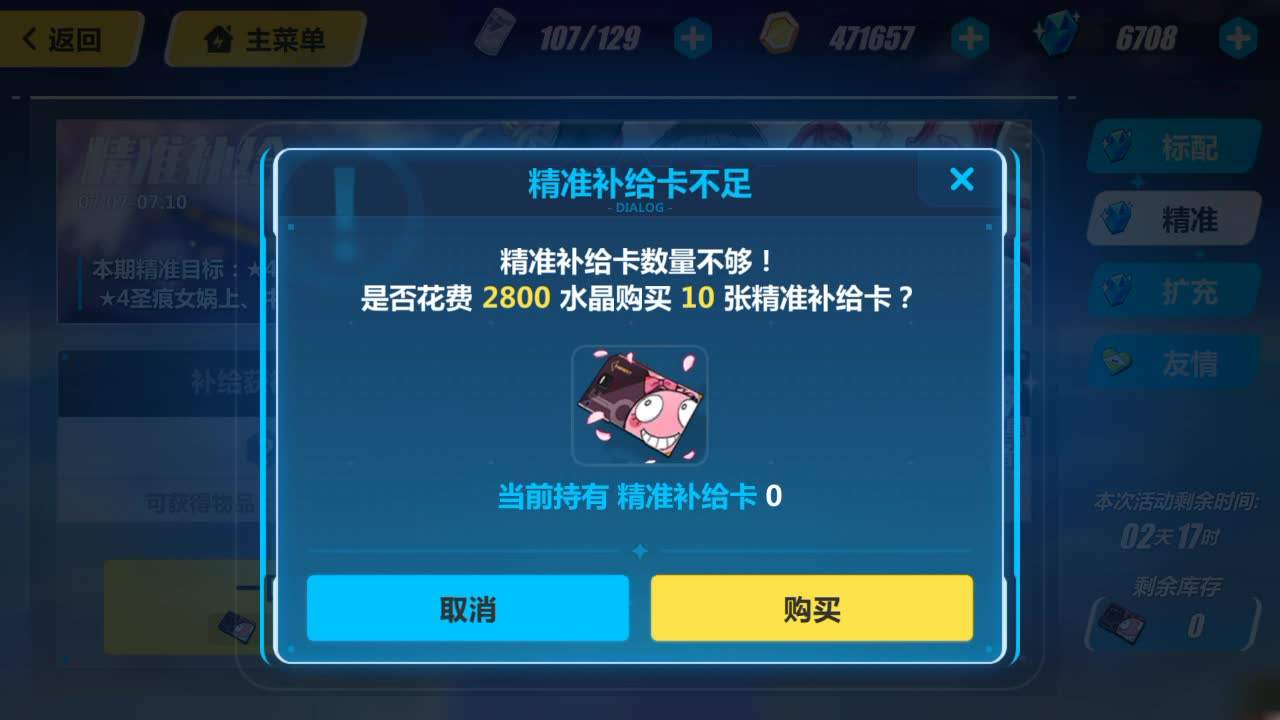 返回
主菜单
107/129
471657
6708
精准补给
07.10
本期精准目标：★4
★4圣痕女娲上、
标配
精准
扩充
友情
精准补给卡不足
- DIALOG -
精准补给卡数量不够！
是否花费 2800 水晶购买 10 张精准补给卡？
当前持有 精准补给卡 0
取消
购买
补给获
可获得物品
本次活动剩余时间:
02天17时
剩余库存
0